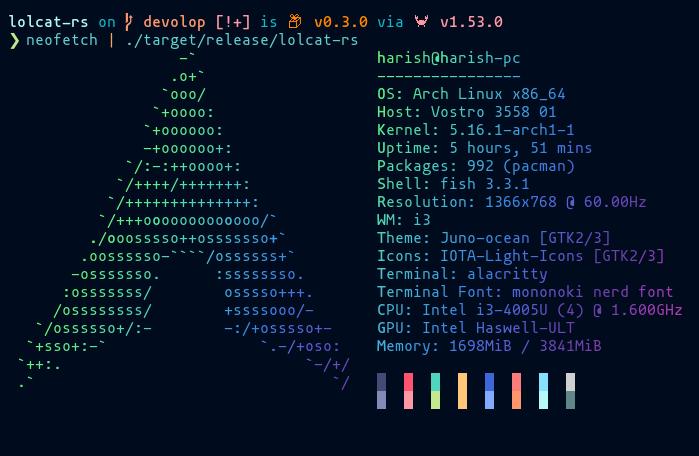 lolcat-rs on devolop [!+] is v0.3.0 via v1.53.0
❯ neofetch | ./target/release/lolcat-rs
-`
.o+`
`ooo/
`+oooo:
`+oooooo:
-+oooooo+:
`/:-:++oooo+:
`/++++/+++++++:
`/++++++++++++++:
`/+++ooooooooooooo/`
./ooosssso++osssssso+`
.oossssso-````/ossssss+`
-osssssso.      :ssssssso.
:osssssss/        osssso+++.
/ossssssss/        +ssssooo/-
`/ossssso+/:-        -:/+osssso+-
`+sso+:-`                 `.-/+oso:
`++:.                           `-/+/
.`                                 `/
harish@harish-pc
----------------
OS: Arch Linux x86_64
Host: Vostro 3558 01
Kernel: 5.16.1-arch1-1
Uptime: 5 hours, 51 mins
Packages: 992 (pacman)
Shell: fish 3.3.1
Resolution: 1366x768 @ 60.00Hz
WM: i3
Theme: Juno-ocean [GTK2/3]
Icons: IOTA-Light-Icons [GTK2/3]
Terminal: alacritty
Terminal Font: mononoki nerd font
CPU: Intel i3-4005U (4) @ 1.600GHz
GPU: Intel Haswell-ULT
Memory: 1698MiB / 3841MiB